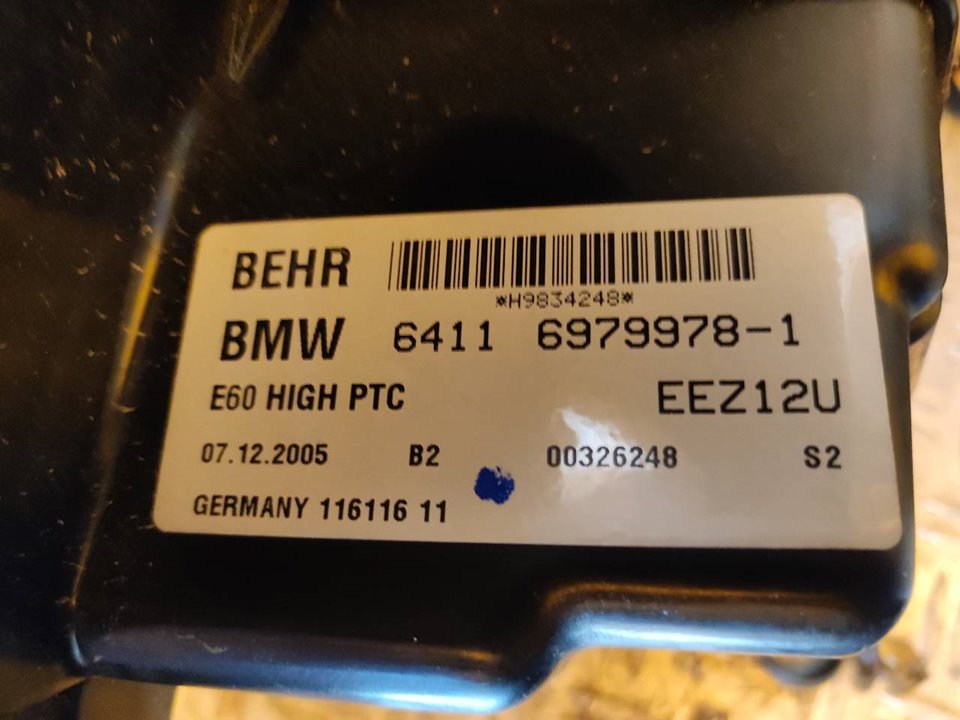 BEHR
*H9834248*
BMW 6411 6979978-1
E60 HIGH PTC EEZ12U
07.12.2005 B2 00326248 S2
GERMANY 116116 11